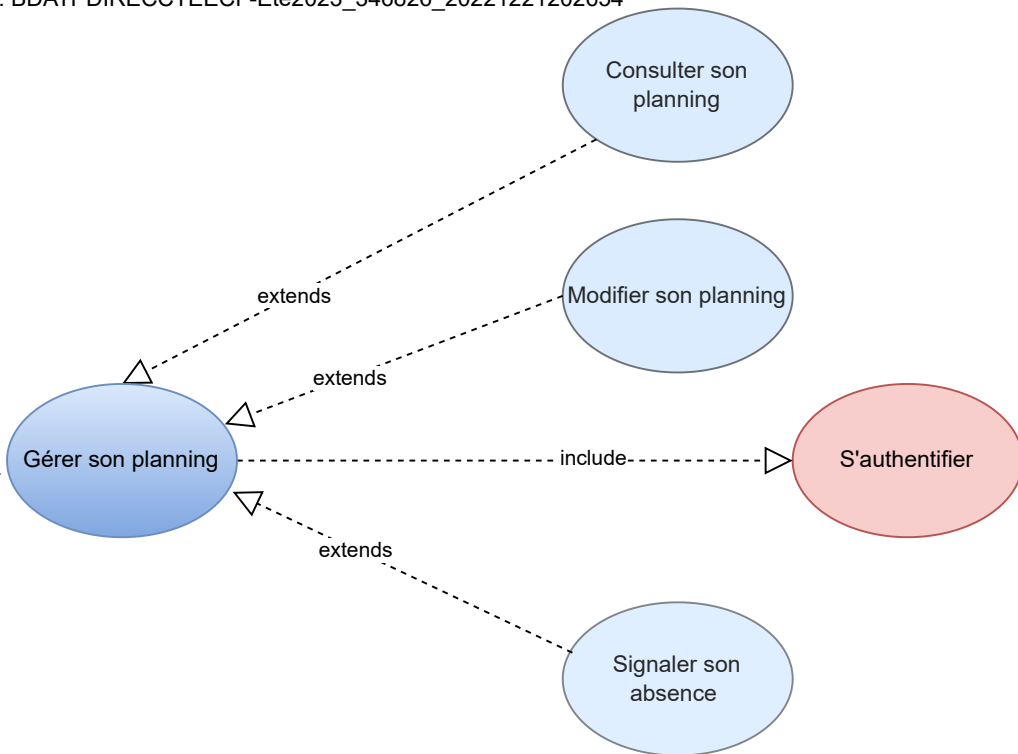 Consulter son
planning
extends
Modifier son planning
extends
Gérer son planning
include
S'authentifier
extends
Signaler son
absence